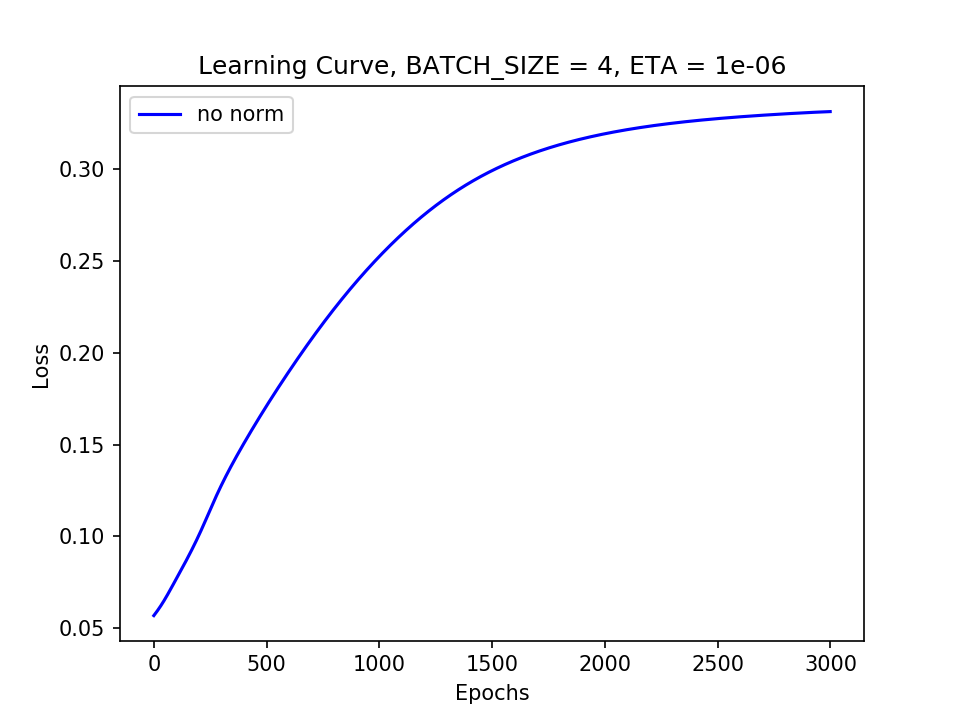 Learning Curve, BATCH_SIZE = 4, ETA = 1e-06
no norm
0.30
0.25
0.20
0.15
0.10
0.05
Loss
0 500 1000 1500 2000 2500 3000
Epochs